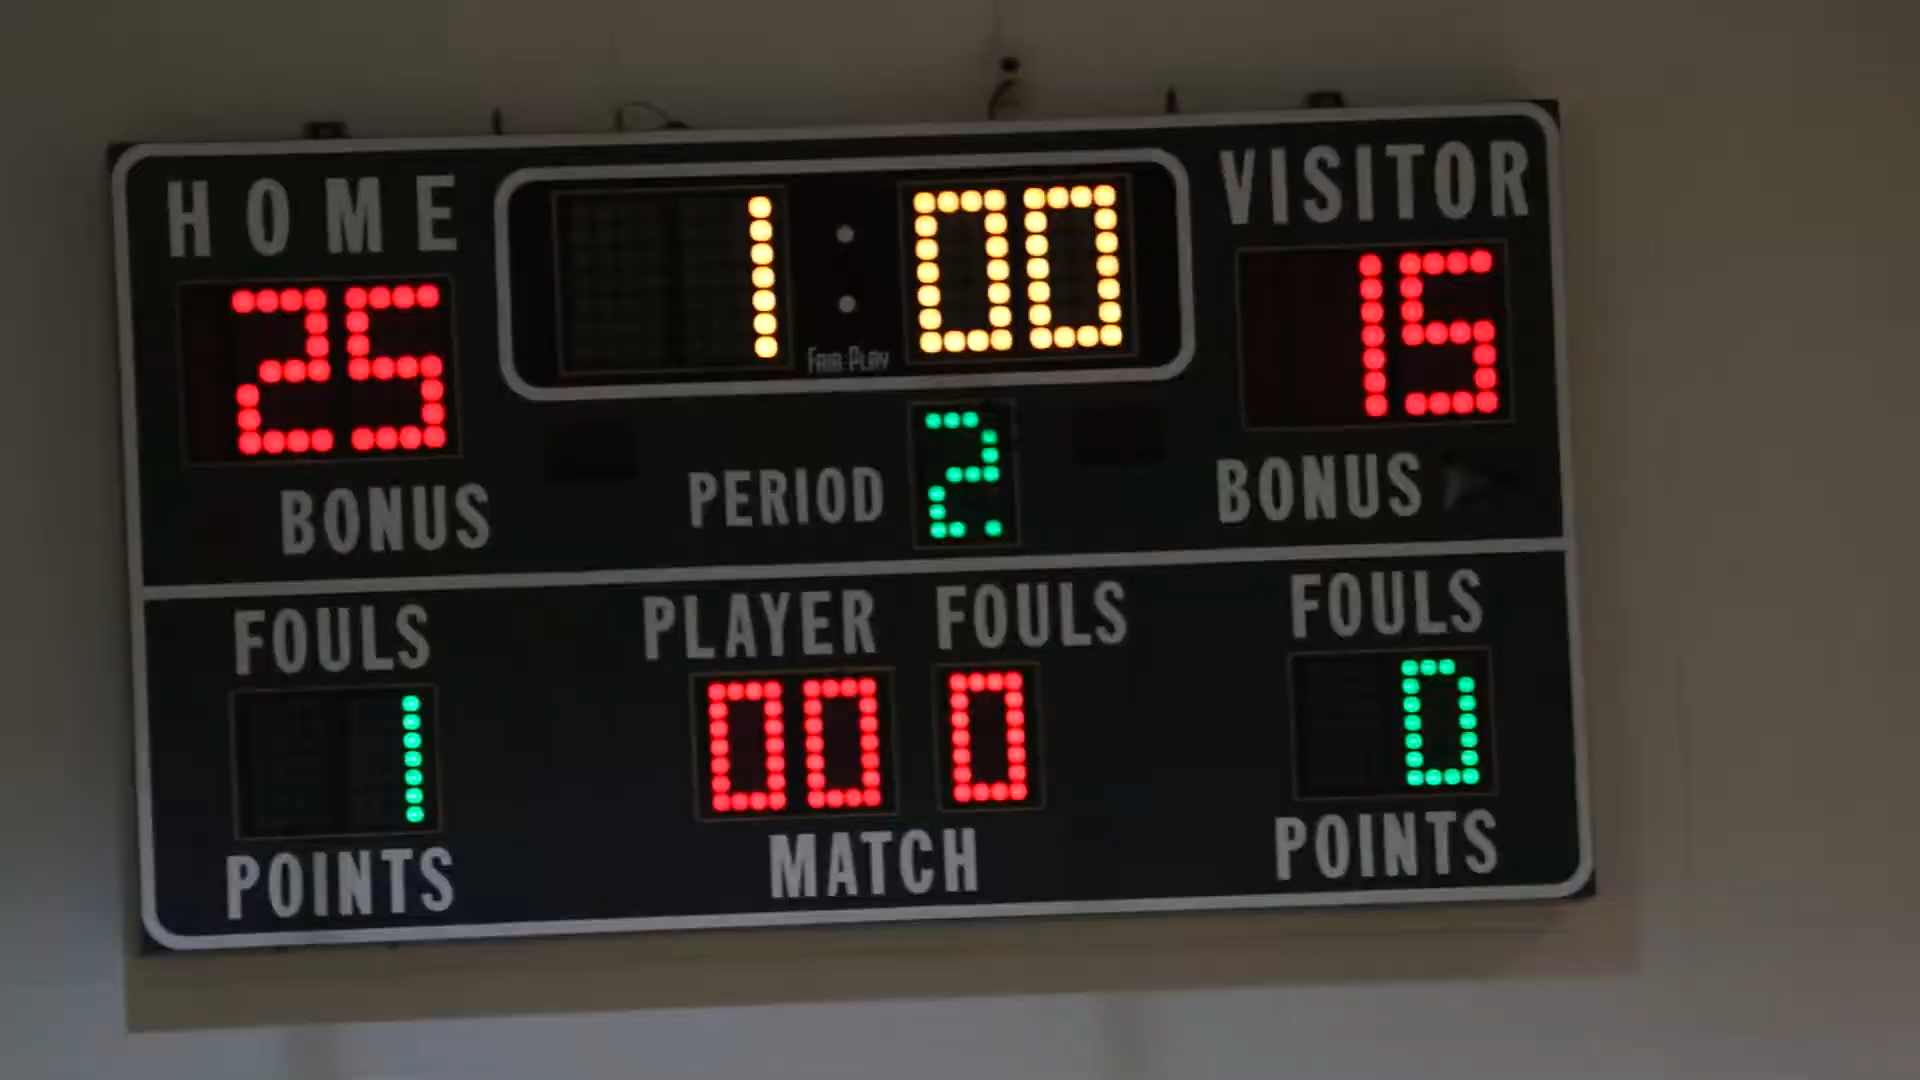 HOME 1:00 VISITOR
25 15
FAIR-PLAY
BONUS PERIOD 2 BONUS
FOULS PLAYER FOULS FOULS
1 00 0 0
POINTS MATCH POINTS